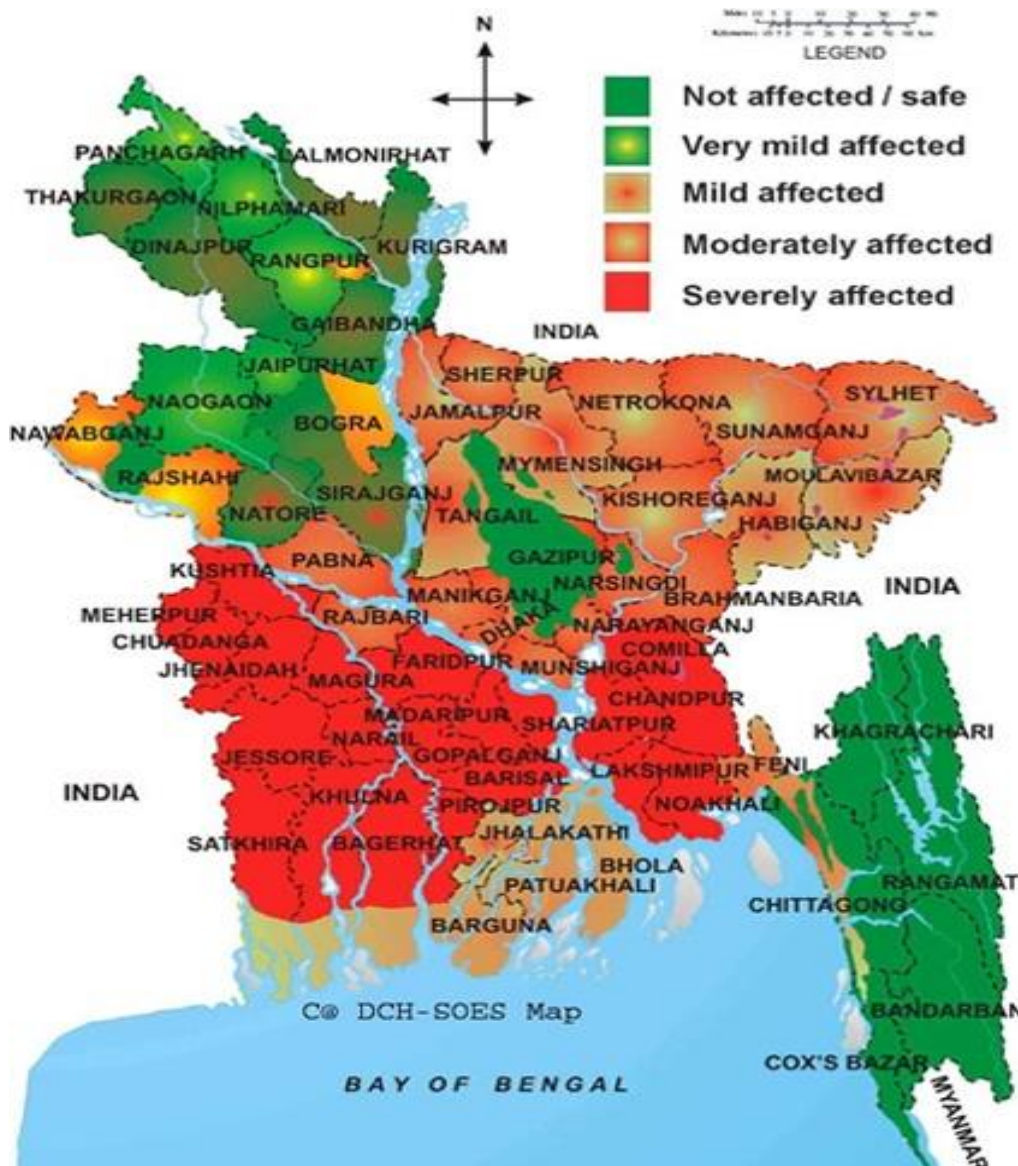 N
LEGEND
Not affected / safe
Very mild affected
Mild affected
Moderately affected
Severely affected
PANCHAGARH
LALMONIRHAT
THAKURGAON
NILPHAMARI
DINAJPUR
RANGPUR
KURIGRAM
GAIBANDHA
INDIA
JAIPURHAT
SHERPUR
NAOGAON
JAMALPUR
NETROKONA
SYLHET
NAWABGANJ
BOGRA
SUNAMGANJ
MYMENSINGH
MOULAVIBAZAR
RAJSHAHI
SIRAJGANJ
KISHOREGANJ
NATORE
TANGAIL
HABIGANJ
PABNA
GAZIPUR
KUSHTIA
NARSINGDI
INDIA
MANIKGANJ
BRAHMANBARIA
MEHERPUR
RAJBARI
DHAKA
NARAYANGANJ
CHUADANGA
COMILLA
JHENAIDAH
FARIDPUR
MUNSHIGANJ
MAGURA
CHANDPUR
MADARIPUR
SHARIATPUR
KHAGRACHARI
NARAIL
JESSORE
GOPALGANJ
LAKSHMIPUR
FENI
BARISAL
INDIA
KHULNA
PIROJPUR
NOAKHALI
SATKHIRA
BAGERHAT
JHALAKATHI
BHOLA
PATUAKHALI
RANGAMAT
CHITTAGONG
BARGUNA
C@ DCH-SOES Map
BANDARBAN
COX'S BAZAR
BAY OF BENGAL
MYANMAR